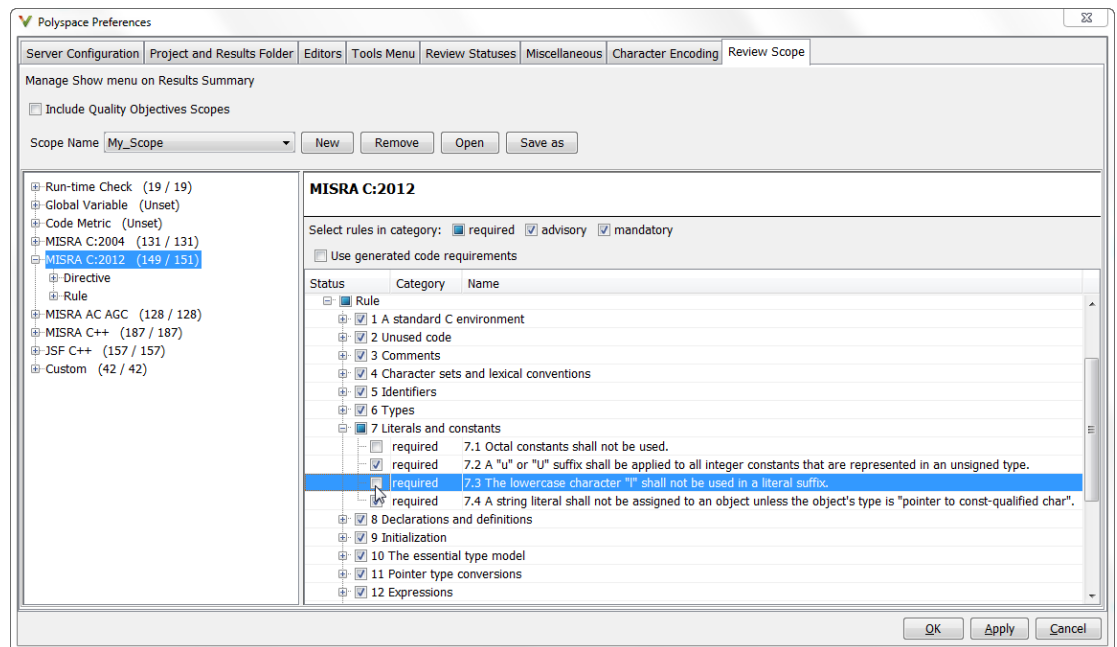 Polyspace Preferences
Server Configuration Project and Results Folder Editors Tools Menu Review Statuses Miscellaneous Character Encoding Review Scope
Manage Show menu on Results Summary
Include Quality Objectives Scopes
Scope Name My_Scope New Remove Open Save as
Run-time Check (19 / 19)
Global Variable (Unset)
Code Metric (Unset)
MISRA C:2004 (131 / 131)
MISRA C:2012 (149 / 151)
Directive
Rule
MISRA AC AGC (128 / 128)
MISRA C++ (187 / 187)
JSF C++ (157 / 157)
Custom (42 / 42)
MISRA C:2012
Select rules in category: required advisory mandatory
Use generated code requirements
Status Category Name
Rule
1 A standard C environment
2 Unused code
3 Comments
4 Character sets and lexical conventions
5 Identifiers
6 Types
7 Literals and constants
required 7.1 Octal constants shall not be used.
required 7.2 A "u" or "U" suffix shall be applied to all integer constants that are represented in an unsigned type.
required 7.3 The lowercase character "l" shall not be used in a literal suffix.
required 7.4 A string literal shall not be assigned to an object unless the object's type is "pointer to const-qualified char".
8 Declarations and definitions
9 Initialization
10 The essential type model
11 Pointer type conversions
12 Expressions
OK Apply Cancel